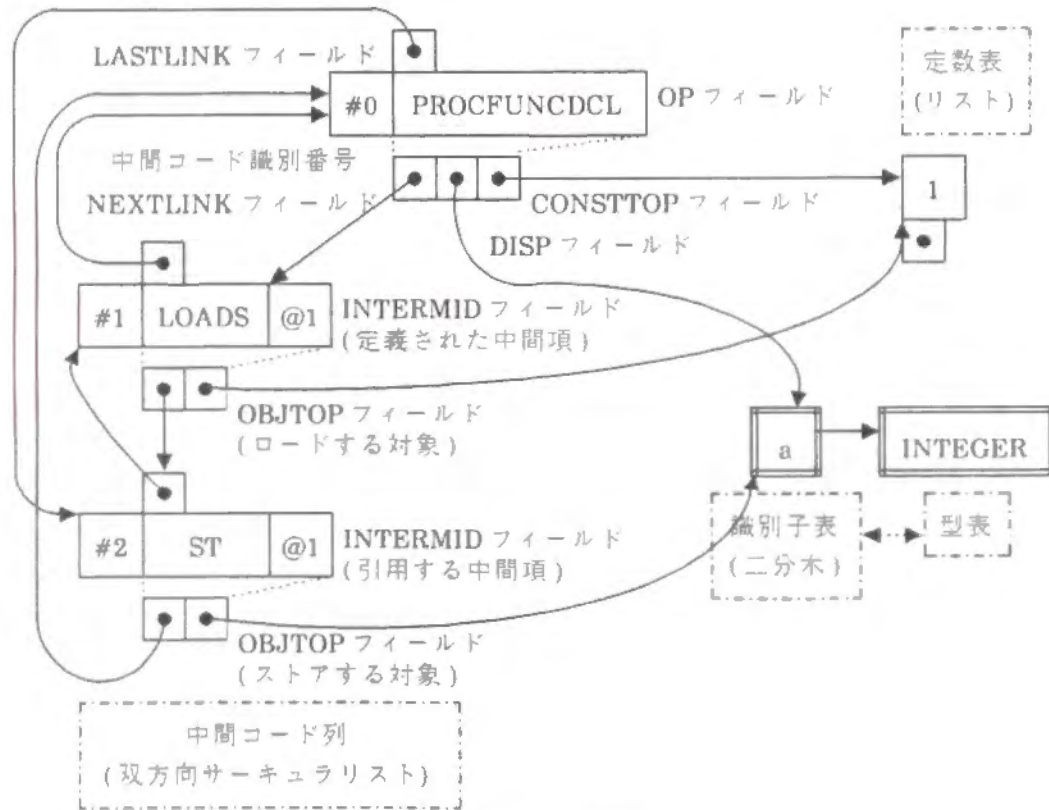 LASTLINK フィールド
#0 PROCFUNCDCL
OP フィールド
定数表
(リスト)
中間コード識別番号
NEXTLINK フィールド
CONSTTOP フィールド
1
DISP フィールド
#1 LOADS @1
INTERMID フィールド
(定義された中間項)
OBJTOP フィールド
(ロードする対象)
a
INTEGER
#2 ST @1
INTERMID フィールド
(引用する中間項)
識別子表
(二分木)
型表
OBJTOP フィールド
(ストアする対象)
中間コード列
(双方向サーキュラリスト)